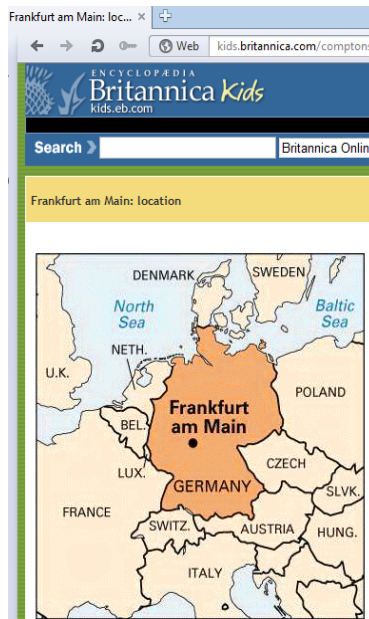 Frankfurt am Main: loc...
Web kids.britannica.com/comptons
ENCYCLOPÆDIA
Britannica Kids
kids.eb.com
Search
Britannica Onlin
Frankfurt am Main: location
DENMARK
SWEDEN
North
Sea
Baltic
Sea
NETH.
U.K.
POLAND
Frankfurt
am Main
BEL.
LUX.
CZECH
GERMANY
SLVK.
FRANCE
SWITZ.
AUSTRIA
HUNG.
ITALY